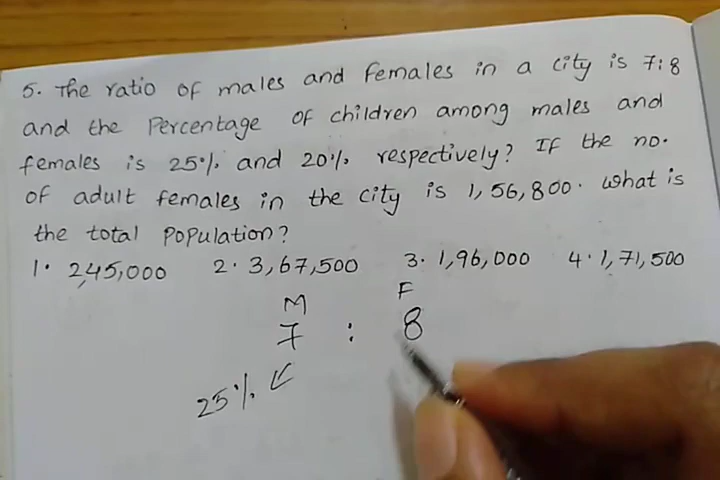 5. The ratio of males and females in a city is 7:8
and the Percentage of children among males and
females is 25% and 20% respectively? If the no.
of adult females in the city is 1,56,800. what is
the total population?
1. 2,45,000 2. 3,67,500 3. 1,96,000 4. 1,71,500
M F
7 : 8
25% ↙